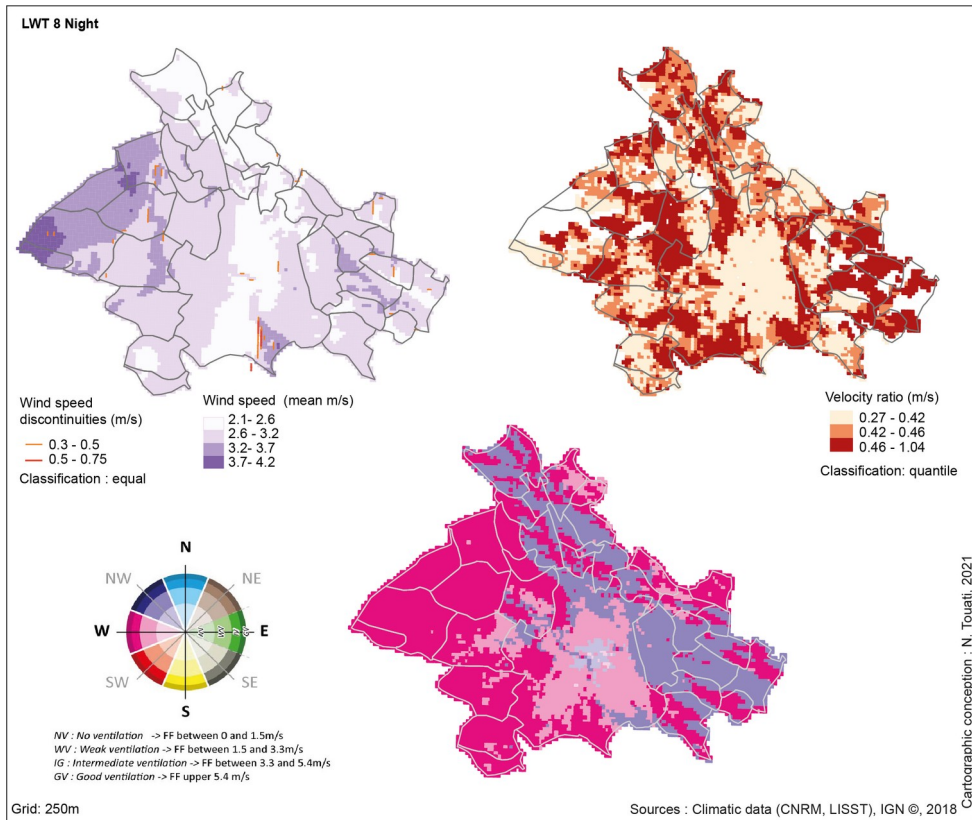 LWT 8 Night
Wind speed
discontinuities (m/s)
0.3 - 0.5
0.5 - 0.75
Classification : equal
Wind speed (mean m/s)
2.1- 2.6
2.6 - 3.2
3.2- 3.7
3.7- 4.2
Velocity ratio (m/s)
0.27 - 0.42
0.42 - 0.46
0.46 - 1.04
Classification: quantile
N
NW
NE
W
E
SW
SE
S
NV
WV
GV
NV : No ventilation -> FF between 0 and 1.5m/s
WV : Weak ventilation -> FF between 1.5 and 3.3m/s
IG : Intermediate ventilation -> FF between 3.3 and 5.4m/s
GV : Good ventilation -> FF upper 5.4 m/s
Grid: 250m
Sources : Climatic data (CNRM, LISST), IGN ©, 2018
Cartographic conception : N. Touati. 2021